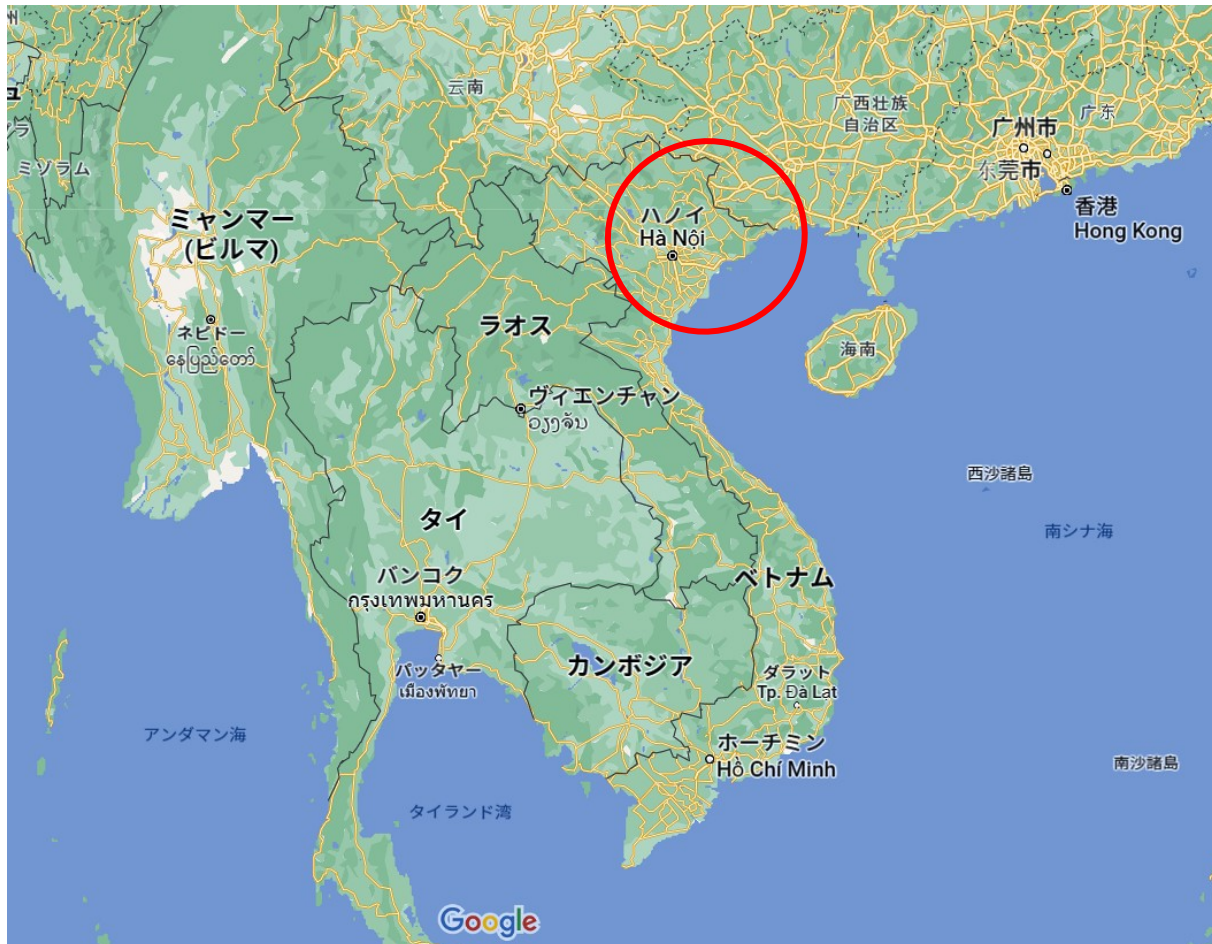 州
ュ
ラ
ミゾラム
云南
广西壮族
自治区
广东
广州市
东莞市
香港
Hong Kong
ミャンマー
(ビルマ)
ハノイ
Hà Nội
ネピドー
နေပြည်တော်
ラオス
海南
ヴィエンチャン
ວຽງຈັນ
西沙諸島
南シナ海
タイ
バンコク
กรุงเทพมหานคร
ベトナム
パッタヤー
เมืองพัทยา
カンボジア
ダラット
Tp. Đà Lạt
アンダマン海
ホーチミン
Hồ Chí Minh
南沙諸島
タイランド湾
Google